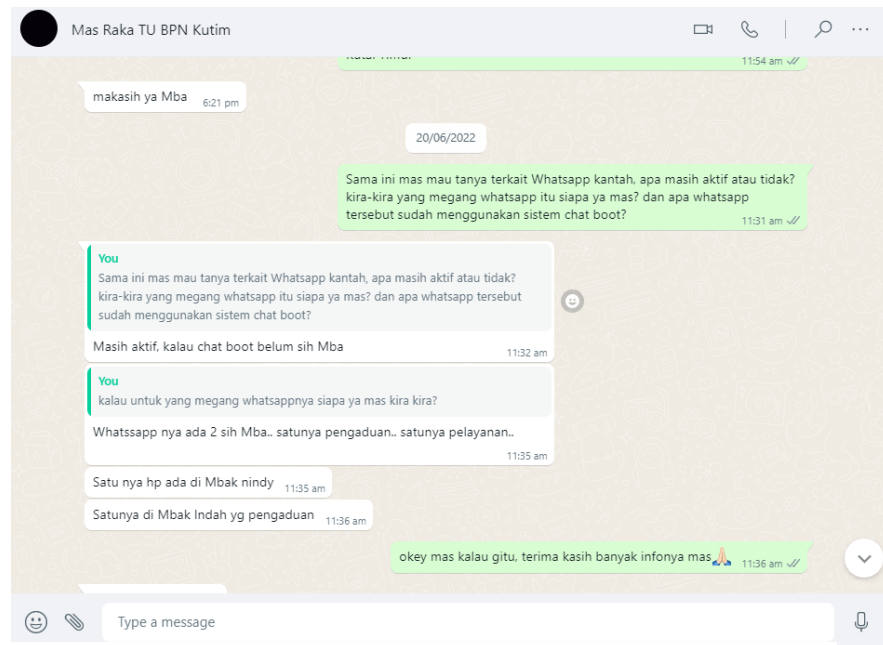 Mas Raka TU BPN Kutim
11:54 am
makasih ya Mba
6:21 pm
20/06/2022
Sama ini mas mau tanya terkait Whatsapp kantah, apa masih aktif atau tidak?
kira-kira yang megang whatsapp itu siapa ya mas? dan apa whatsapp
tersebut sudah menggunakan sistem chat boot?
11:31 am
You
Sama ini mas mau tanya terkait Whatsapp kantah, apa masih aktif atau tidak?
kira-kira yang megang whatsapp itu siapa ya mas? dan apa whatsapp tersebut
sudah menggunakan sistem chat boot?
Masih aktif, kalau chat boot belum sih Mba
11:32 am
You
kalau untuk yang megang whatsappnya siapa ya mas kira kira?
Whatssapp nya ada 2 sih Mba.. satunya pengaduan.. satunya pelayanan..
11:35 am
Satu nya hp ada di Mbak nindy
11:35 am
Satunya di Mbak Indah yg pengaduan
11:36 am
okey mas kalau gitu, terima kasih banyak infonya mas🙏
11:36 am
Type a message